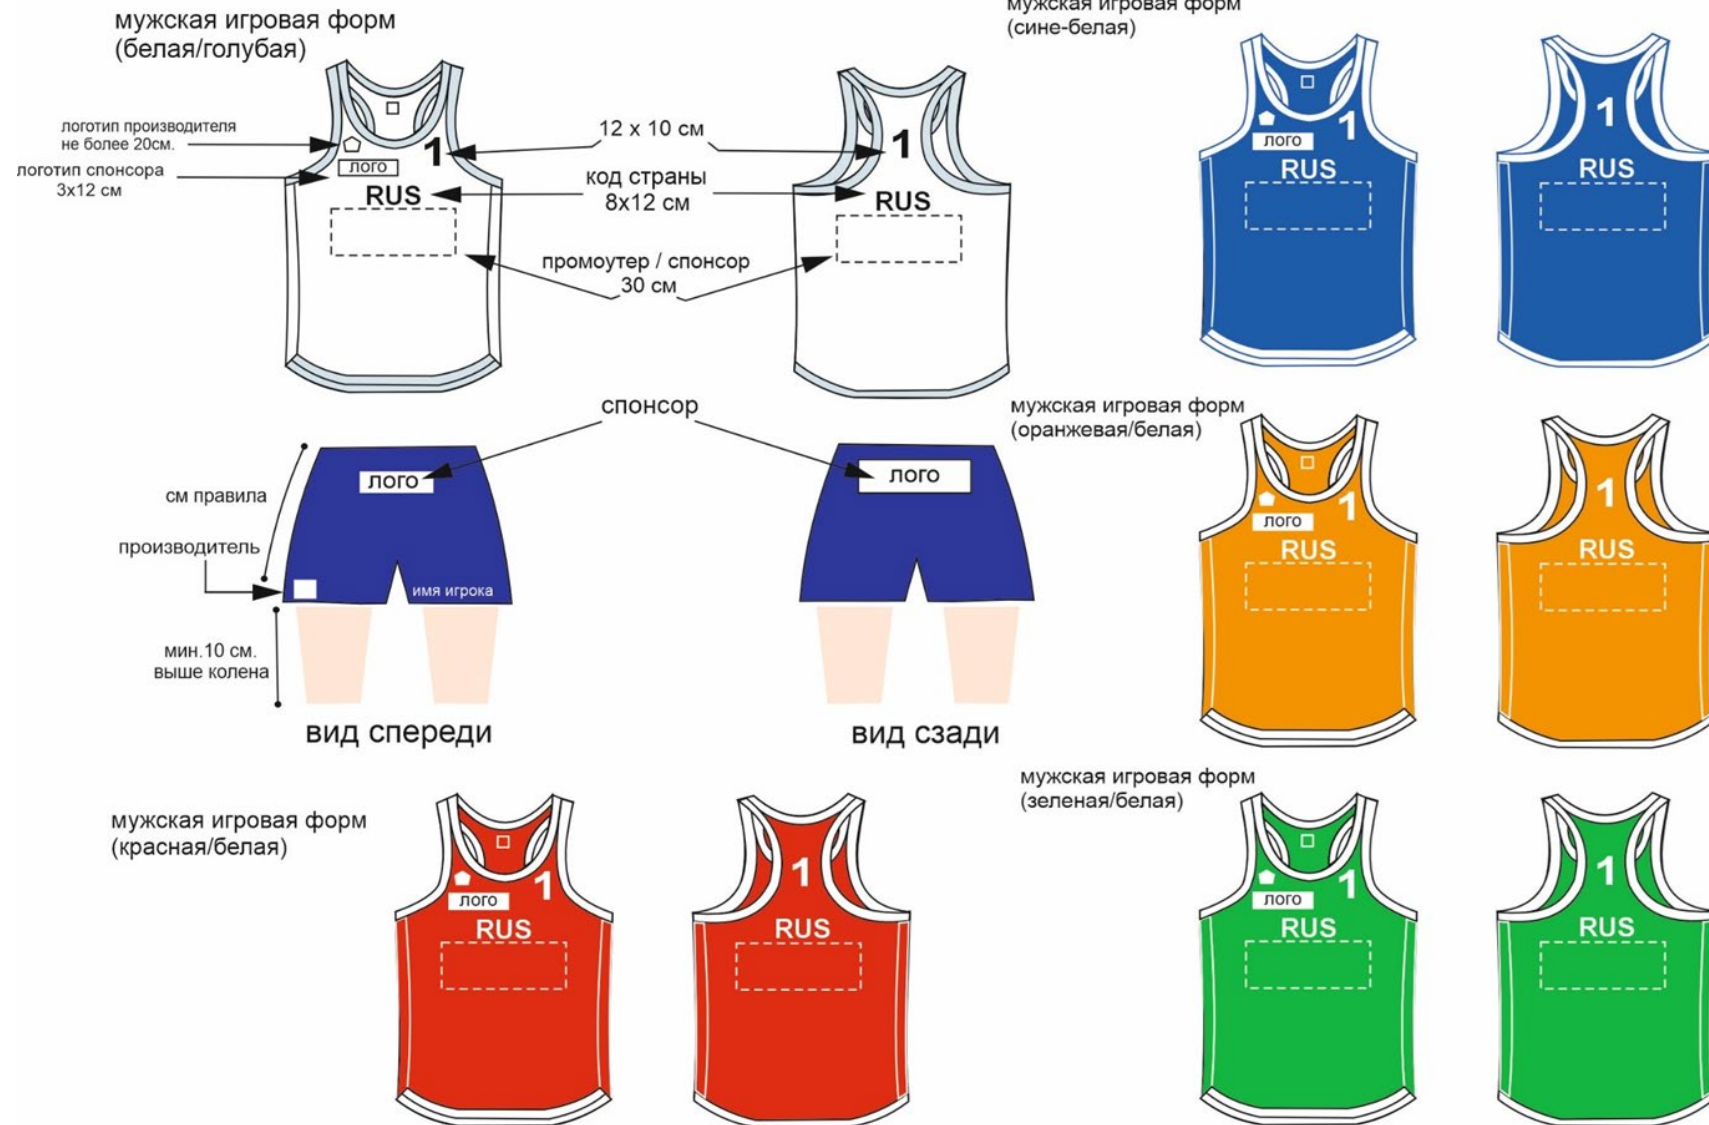 мужская игровая форм
(белая/голубая)
логотип производителя
не более 20см.
логотип спонсора
3х12 см
лого
1
RUS
12 х 10 см
код страны
8х12 см
промоутер / спонсор
30 см
1
RUS
мужская игровая форм
(сине-белая)
лого
1
RUS
1
RUS
спонсор
лого
см правила
производитель
имя игрока
мин.10 см.
выше колена
вид спереди
лого
вид сзади
мужская игровая форм
(оранжевая/белая)
лого
1
RUS
1
RUS
мужская игровая форм
(красная/белая)
лого
1
RUS
1
RUS
мужская игровая форм
(зеленая/белая)
лого
1
RUS
1
RUS